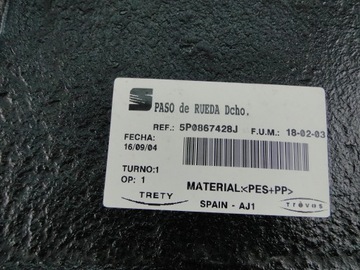 PASO de RUEDA Dcho.
REF.: 5P0867428J F.U.M.: 18-02-03
FECHA:
16/09/04
TURNO:1
OP: 1
MATERIAL:<PES+PP>
TRETY
SPAIN - AJ1
Trèves